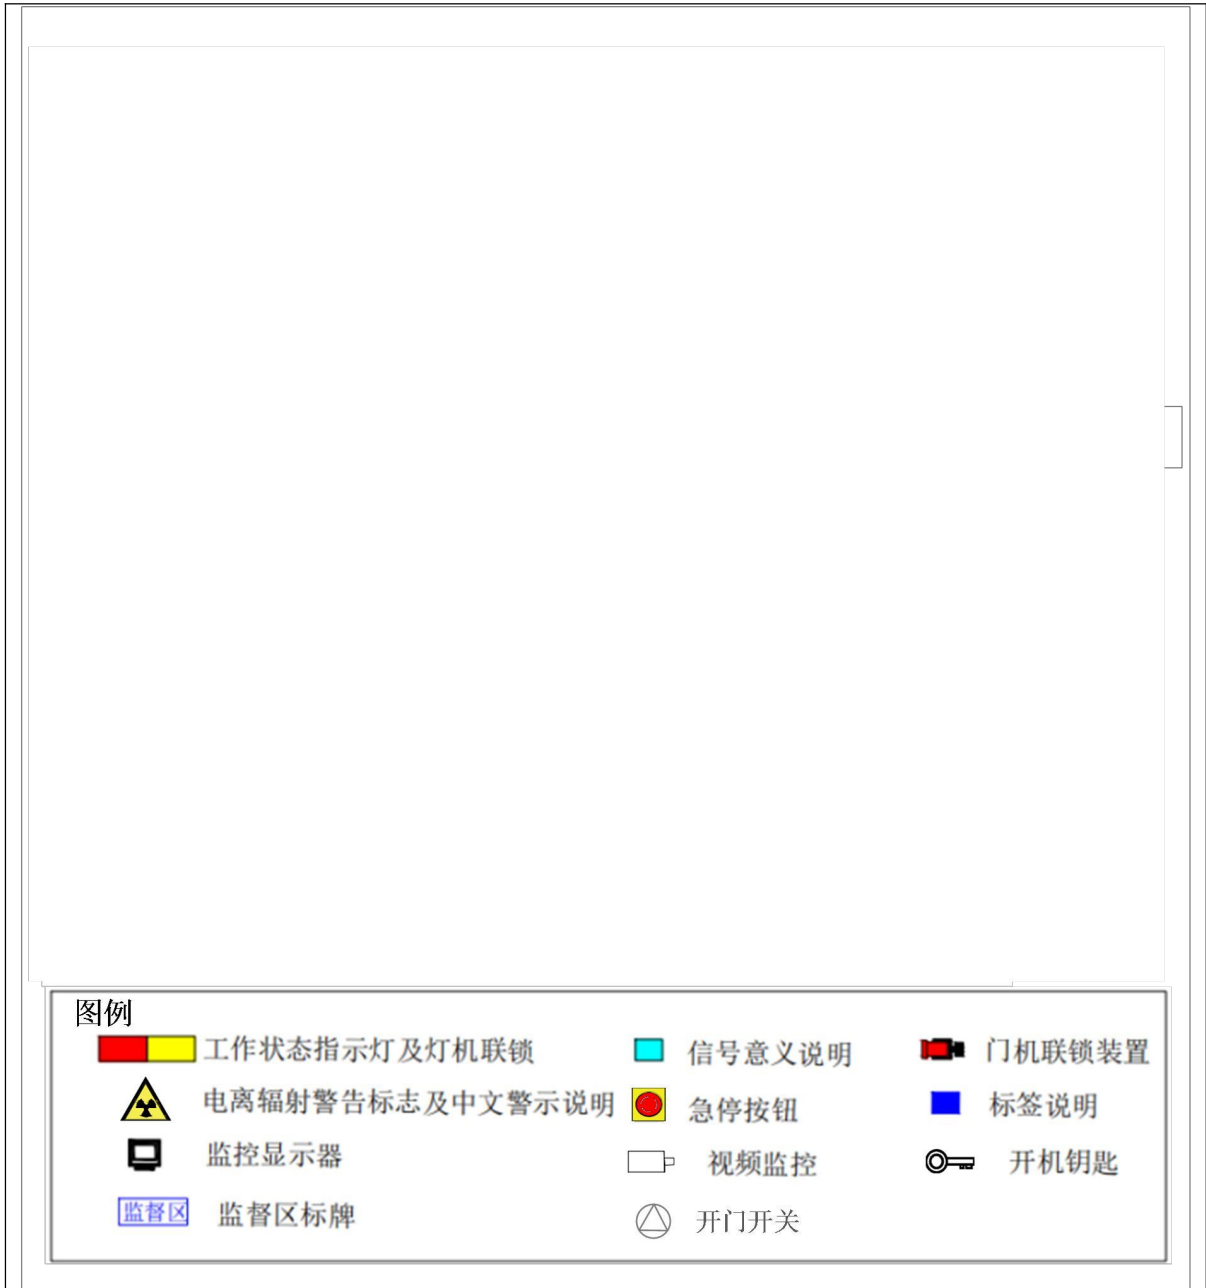 图例
工作状态指示灯及灯机联锁 信号意义说明 门机联锁装置
电离辐射警告标志及中文警示说明 急停按钮 标签说明
监控显示器 视频监控 开机钥匙
监督区 监督区标牌 开门开关